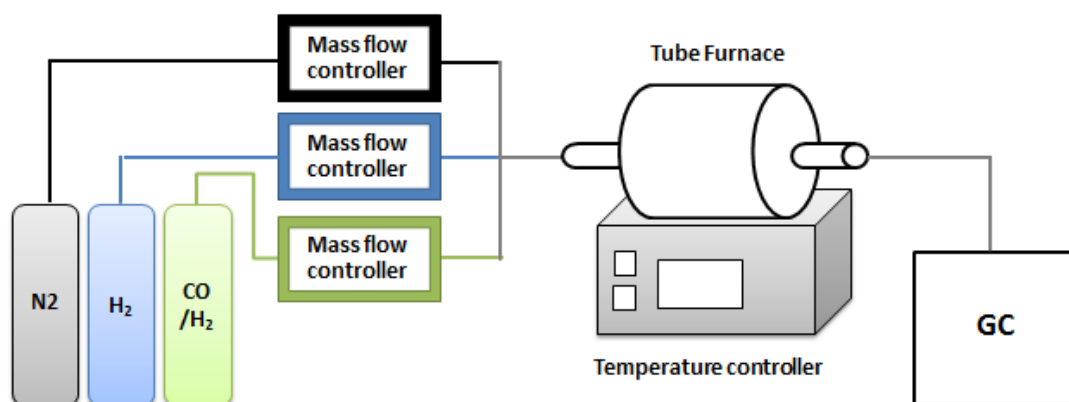 Mass flow
controller
Tube Furnace
Mass flow
controller
Mass flow
controller
N2
H₂
CO
/H₂
GC
Temperature controller